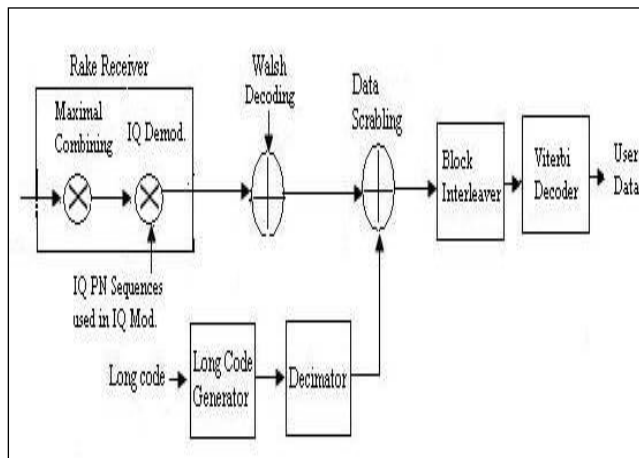 Rake Receiver
Maximal
Combining
IQ Demod.
Walsh
Decoding
Data
Scrabling
Block
Interleaver
Viterbi
Decoder
User
Data
IQ PN Sequences
used in IQ Mod.
Long code
Long Code
Generator
Decimator